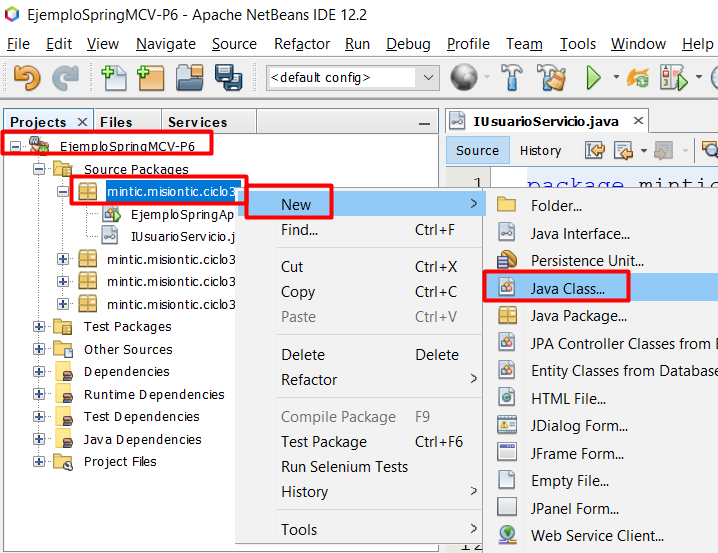 EjemploSpringMCV-P6 - Apache NetBeans IDE 12.2
File Edit View Navigate Source Refactor Run Debug Profile Team Tools Window Help
<default config>
Projects Files Services
IUsuarioServicio.java
EjemploSpringMCV-P6
Source History
Source Packages
1 package mintic
mintic.misiontic.ciclo3
EjemploSpringAp
IUsuarioServicio.j
mintic.misiontic.ciclo3
mintic.misiontic.ciclo3
mintic.misiontic.ciclo3
Test Packages
Other Sources
Dependencies
Runtime Dependencies
Test Dependencies
Java Dependencies
Project Files
New
Find... Ctrl+F
Cut Ctrl+X
Copy Ctrl+C
Paste Ctrl+V
Delete Delete
Refactor
Compile Package F9
Test Package Ctrl+F6
Run Selenium Tests
History
Tools
Folder...
Java Interface...
Persistence Unit...
Java Class...
Java Package...
JPA Controller Classes from
Entity Classes from Database
HTML File...
JDialog Form...
JFrame Form...
Empty File...
JPanel Form...
Web Service Client...
12